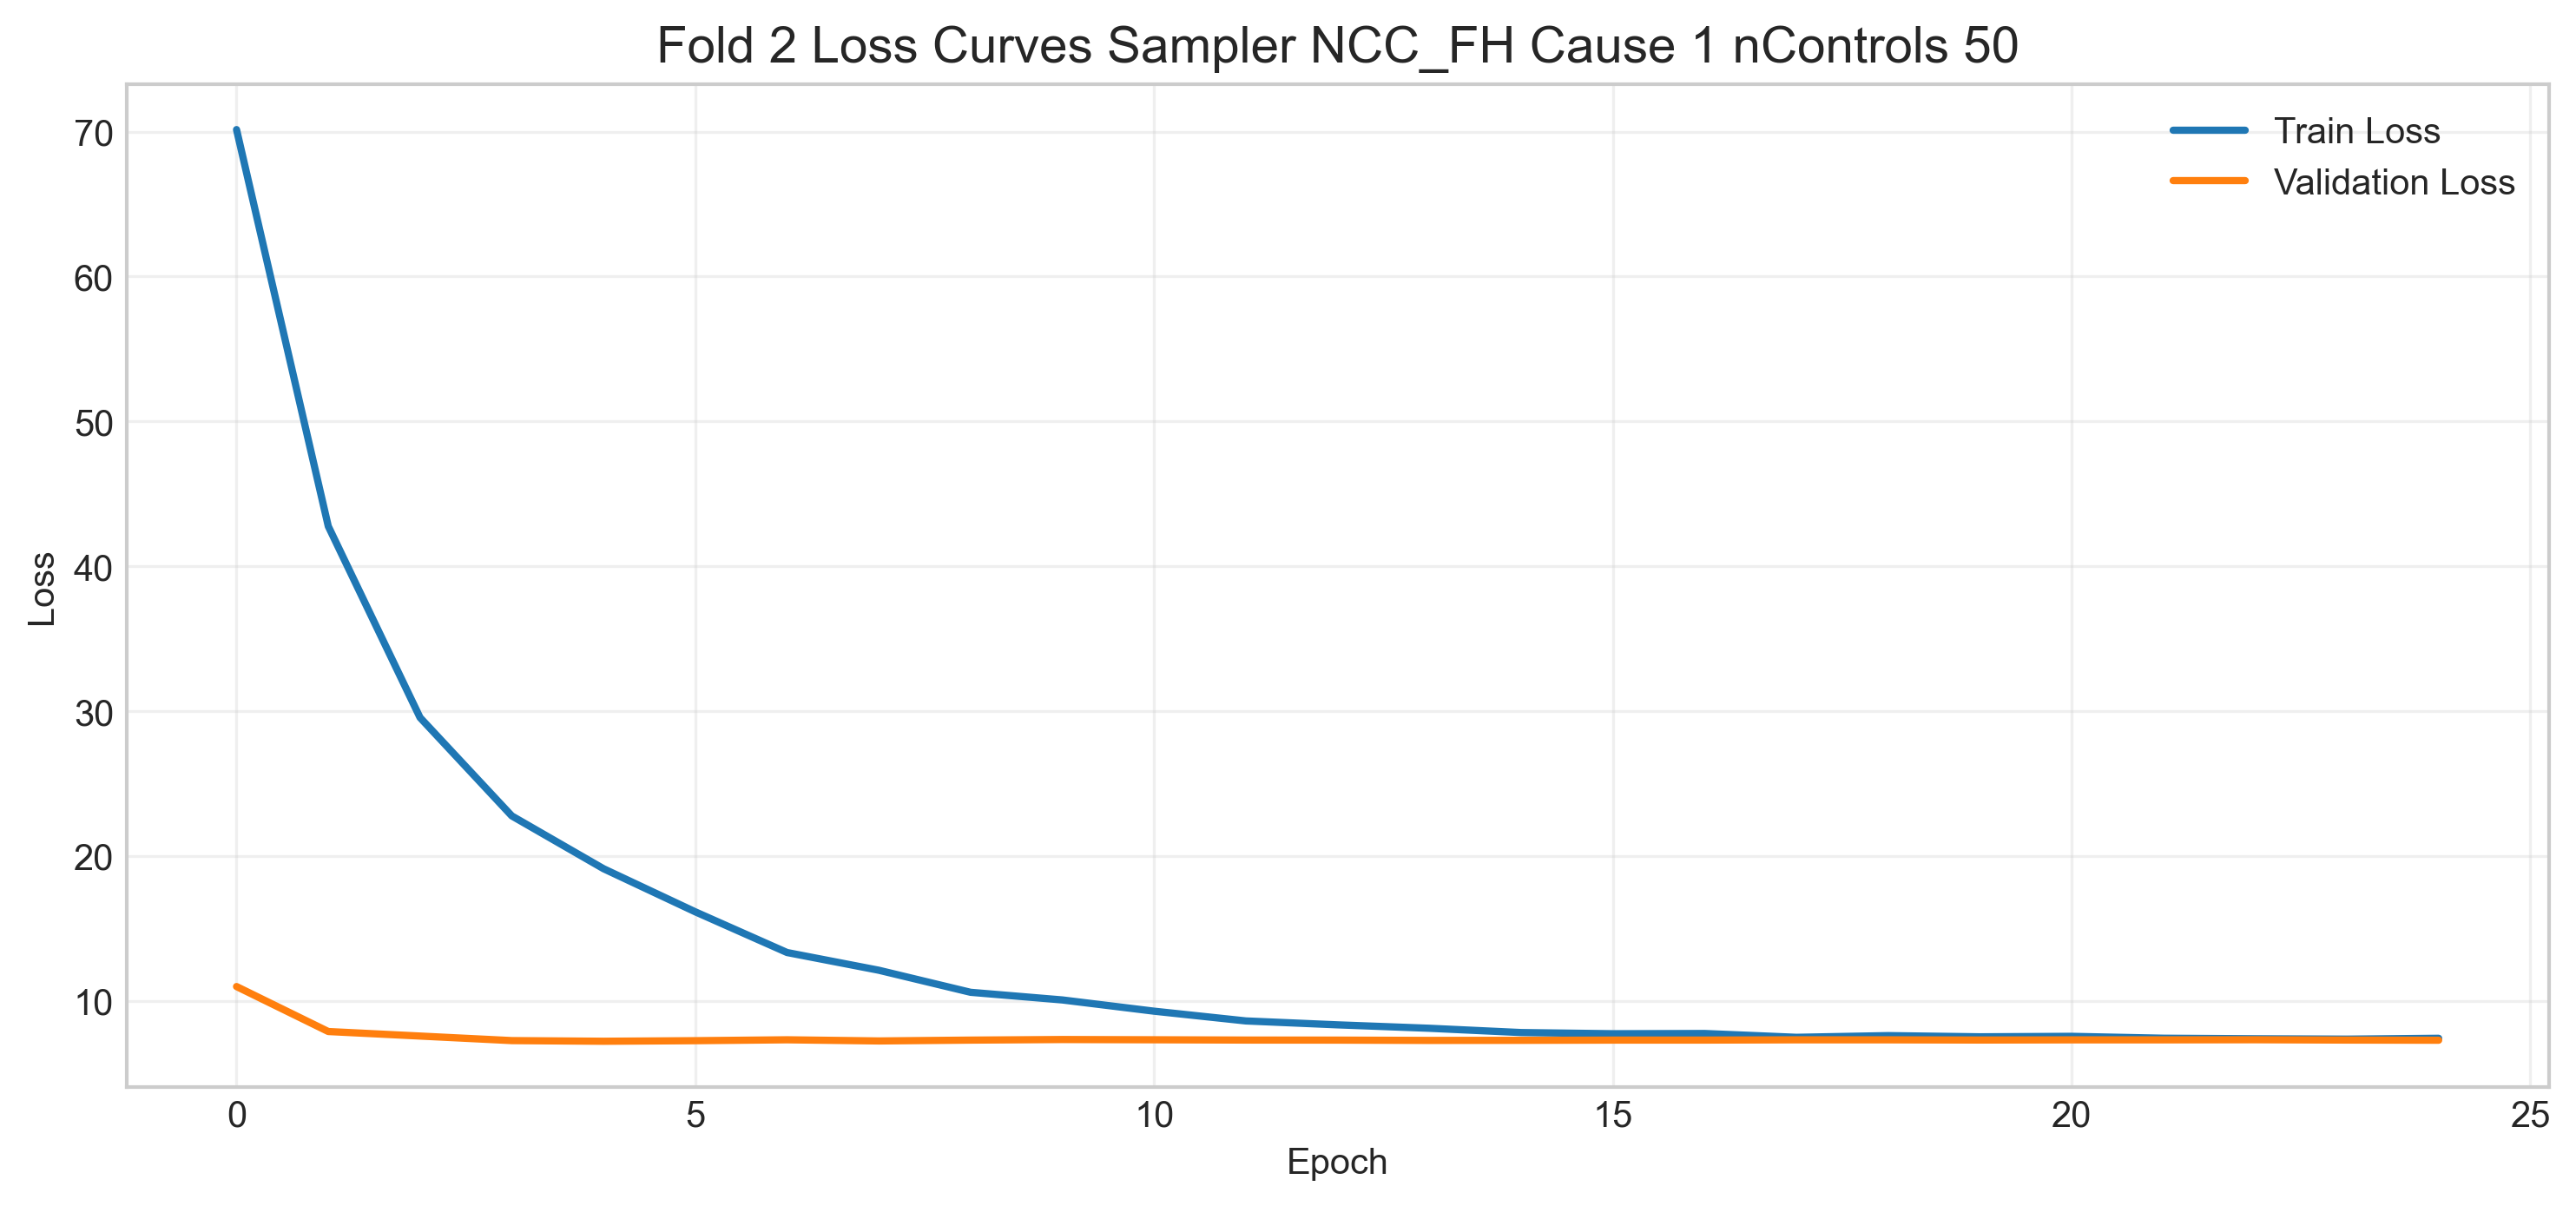 Fold 2 Loss Curves Sampler NCC_FH Cause 1 nControls 50
Train Loss
Validation Loss
70
60
50
40
30
20
10
Loss
0 5 10 15 20 25
Epoch